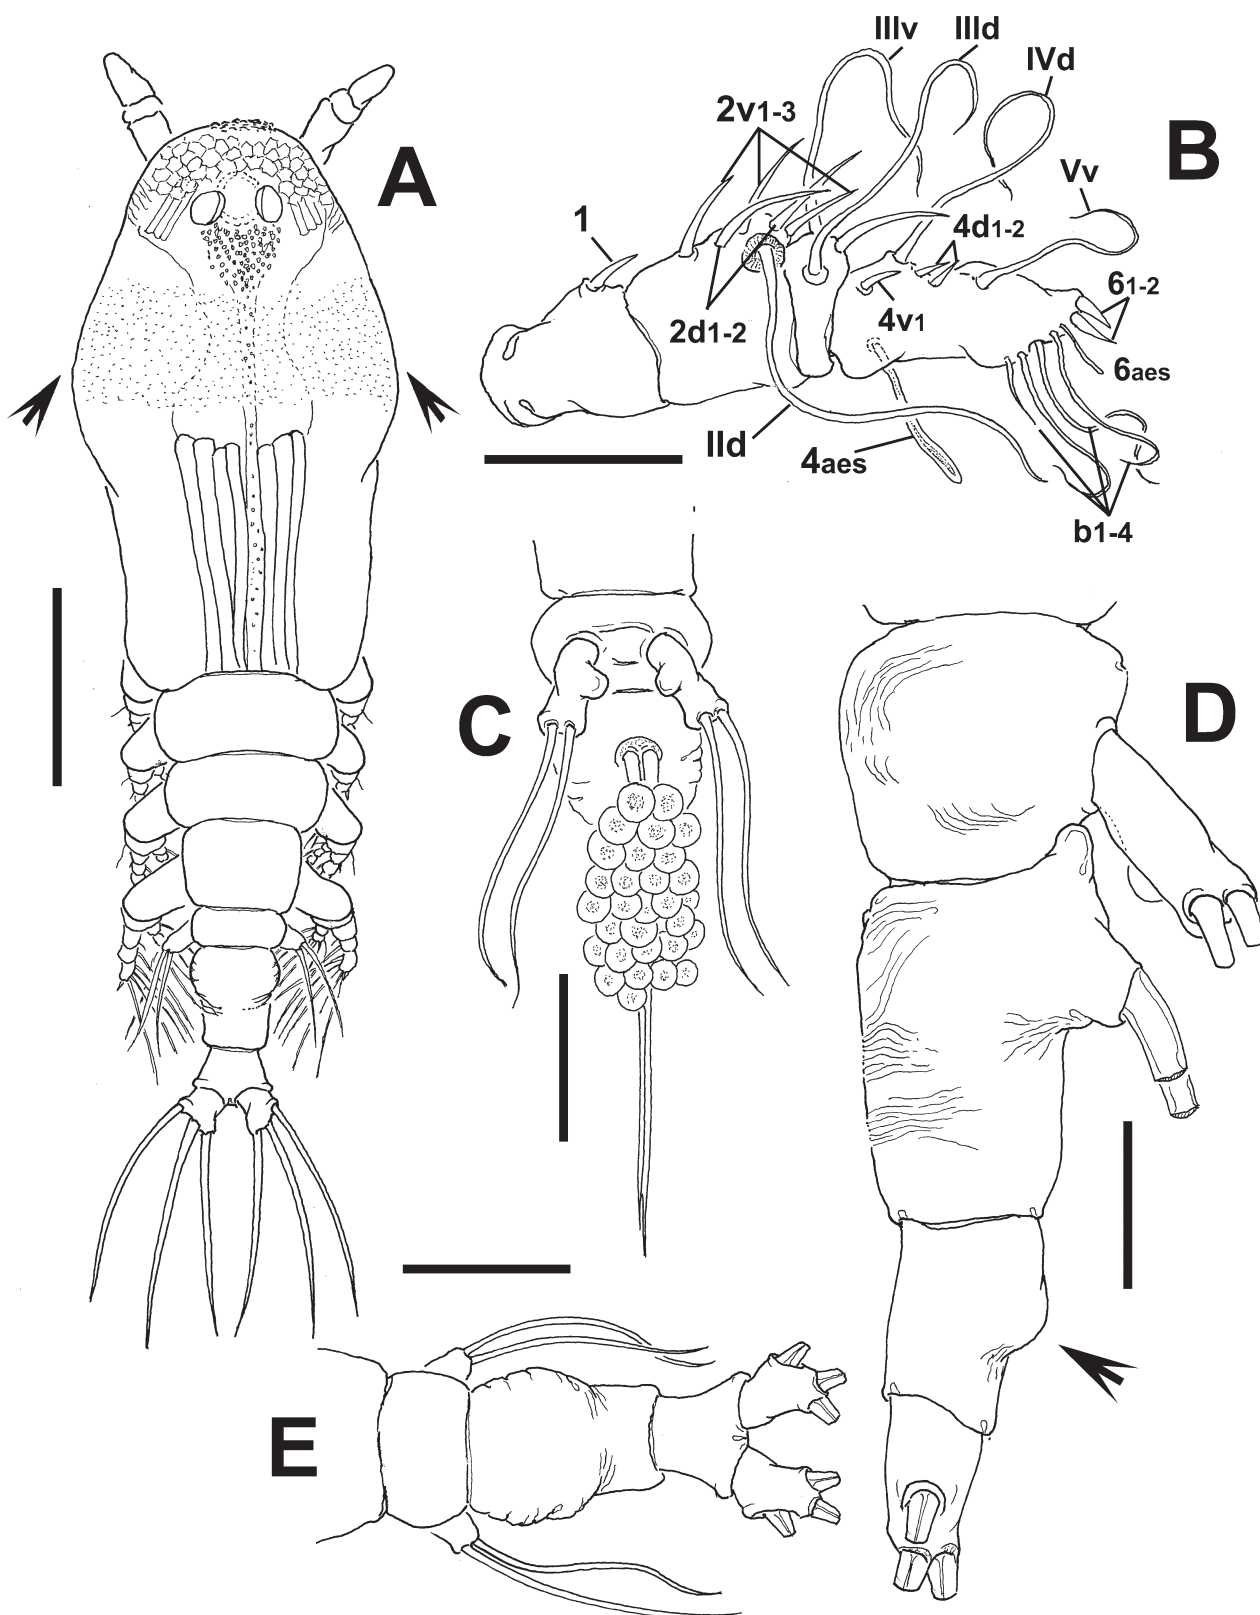 A
B
IIIv
IIId
IVd
2v1-3
Vv
1
4d1-2
61-2
2d1-2
4v1
6aes
IId
4aes
b1-4
C
D
E